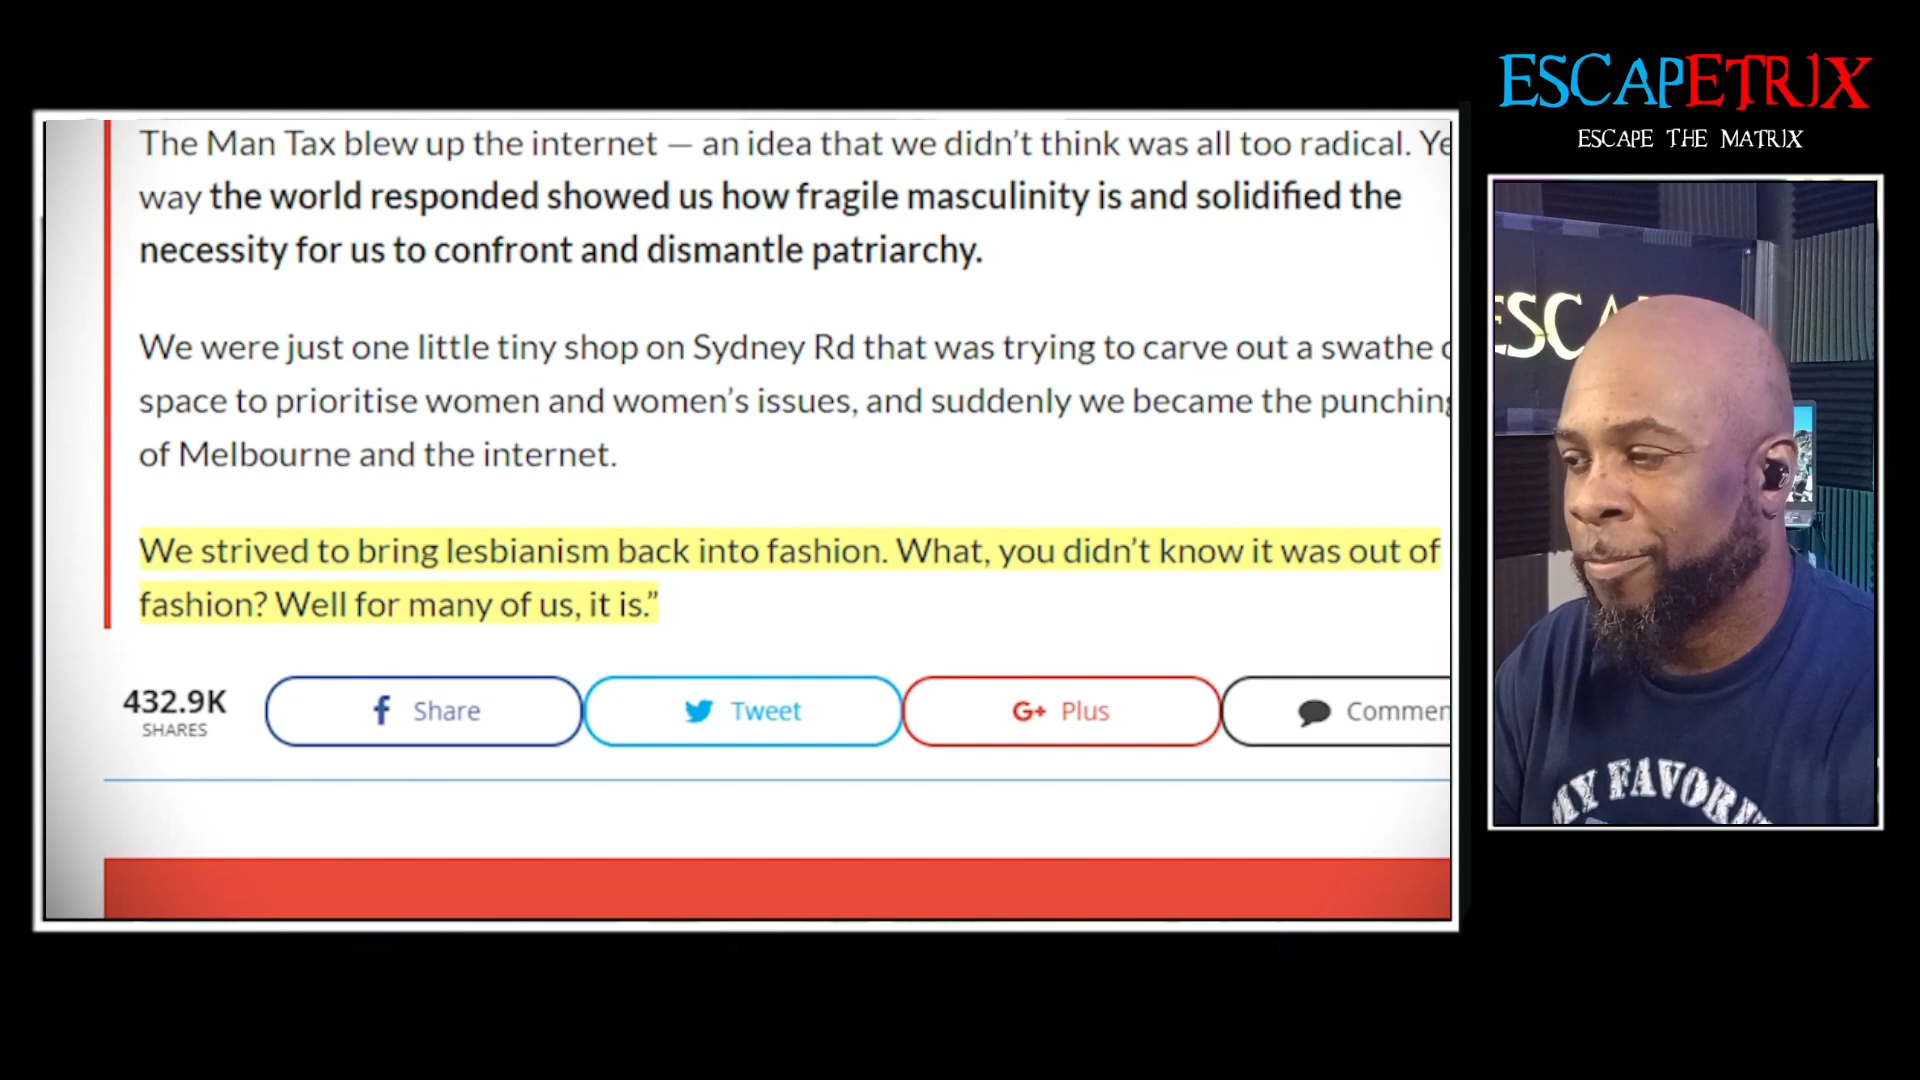 ESCAPETRIX
ESCAPE THE MATRIX
The Man Tax blew up the internet — an idea that we didn’t think was all too radical.
way the world responded showed us how fragile masculinity is and solidified the
necessity for us to confront and dismantle patriarchy.
We were just one little tiny shop on Sydney Rd that was trying to carve out a swathe
space to prioritise women and women’s issues, and suddenly we became the punching
of Melbourne and the internet.
We strived to bring lesbianism back into fashion. What, you didn’t know it was out of
fashion? Well for many of us, it is.”
432.9K
SHARES
Share
Tweet
G+ Plus
MY